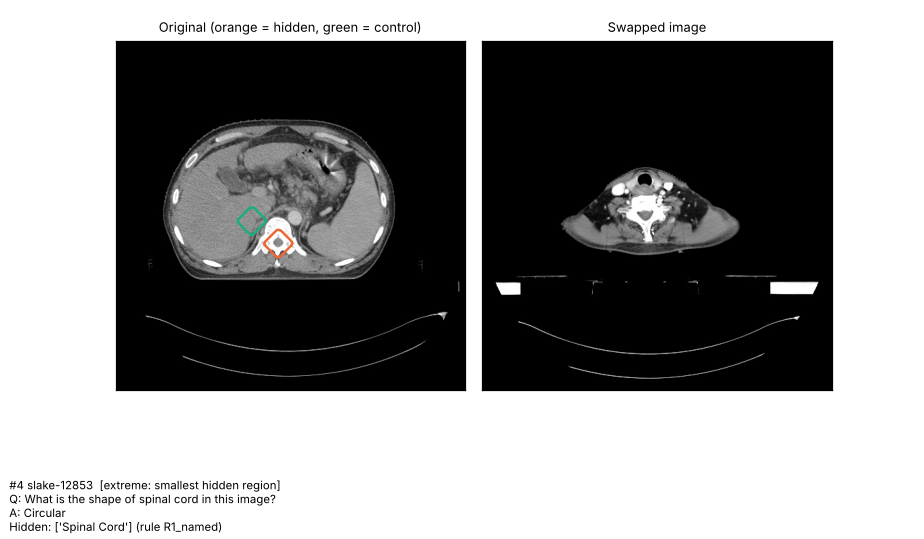 Original (orange = hidden, green = control)
Swapped image
#4 slake-12853  [extreme: smallest hidden region]
Q: What is the shape of spinal cord in this image?
A: Circular
Hidden: ['Spinal Cord'] (rule R1_named)